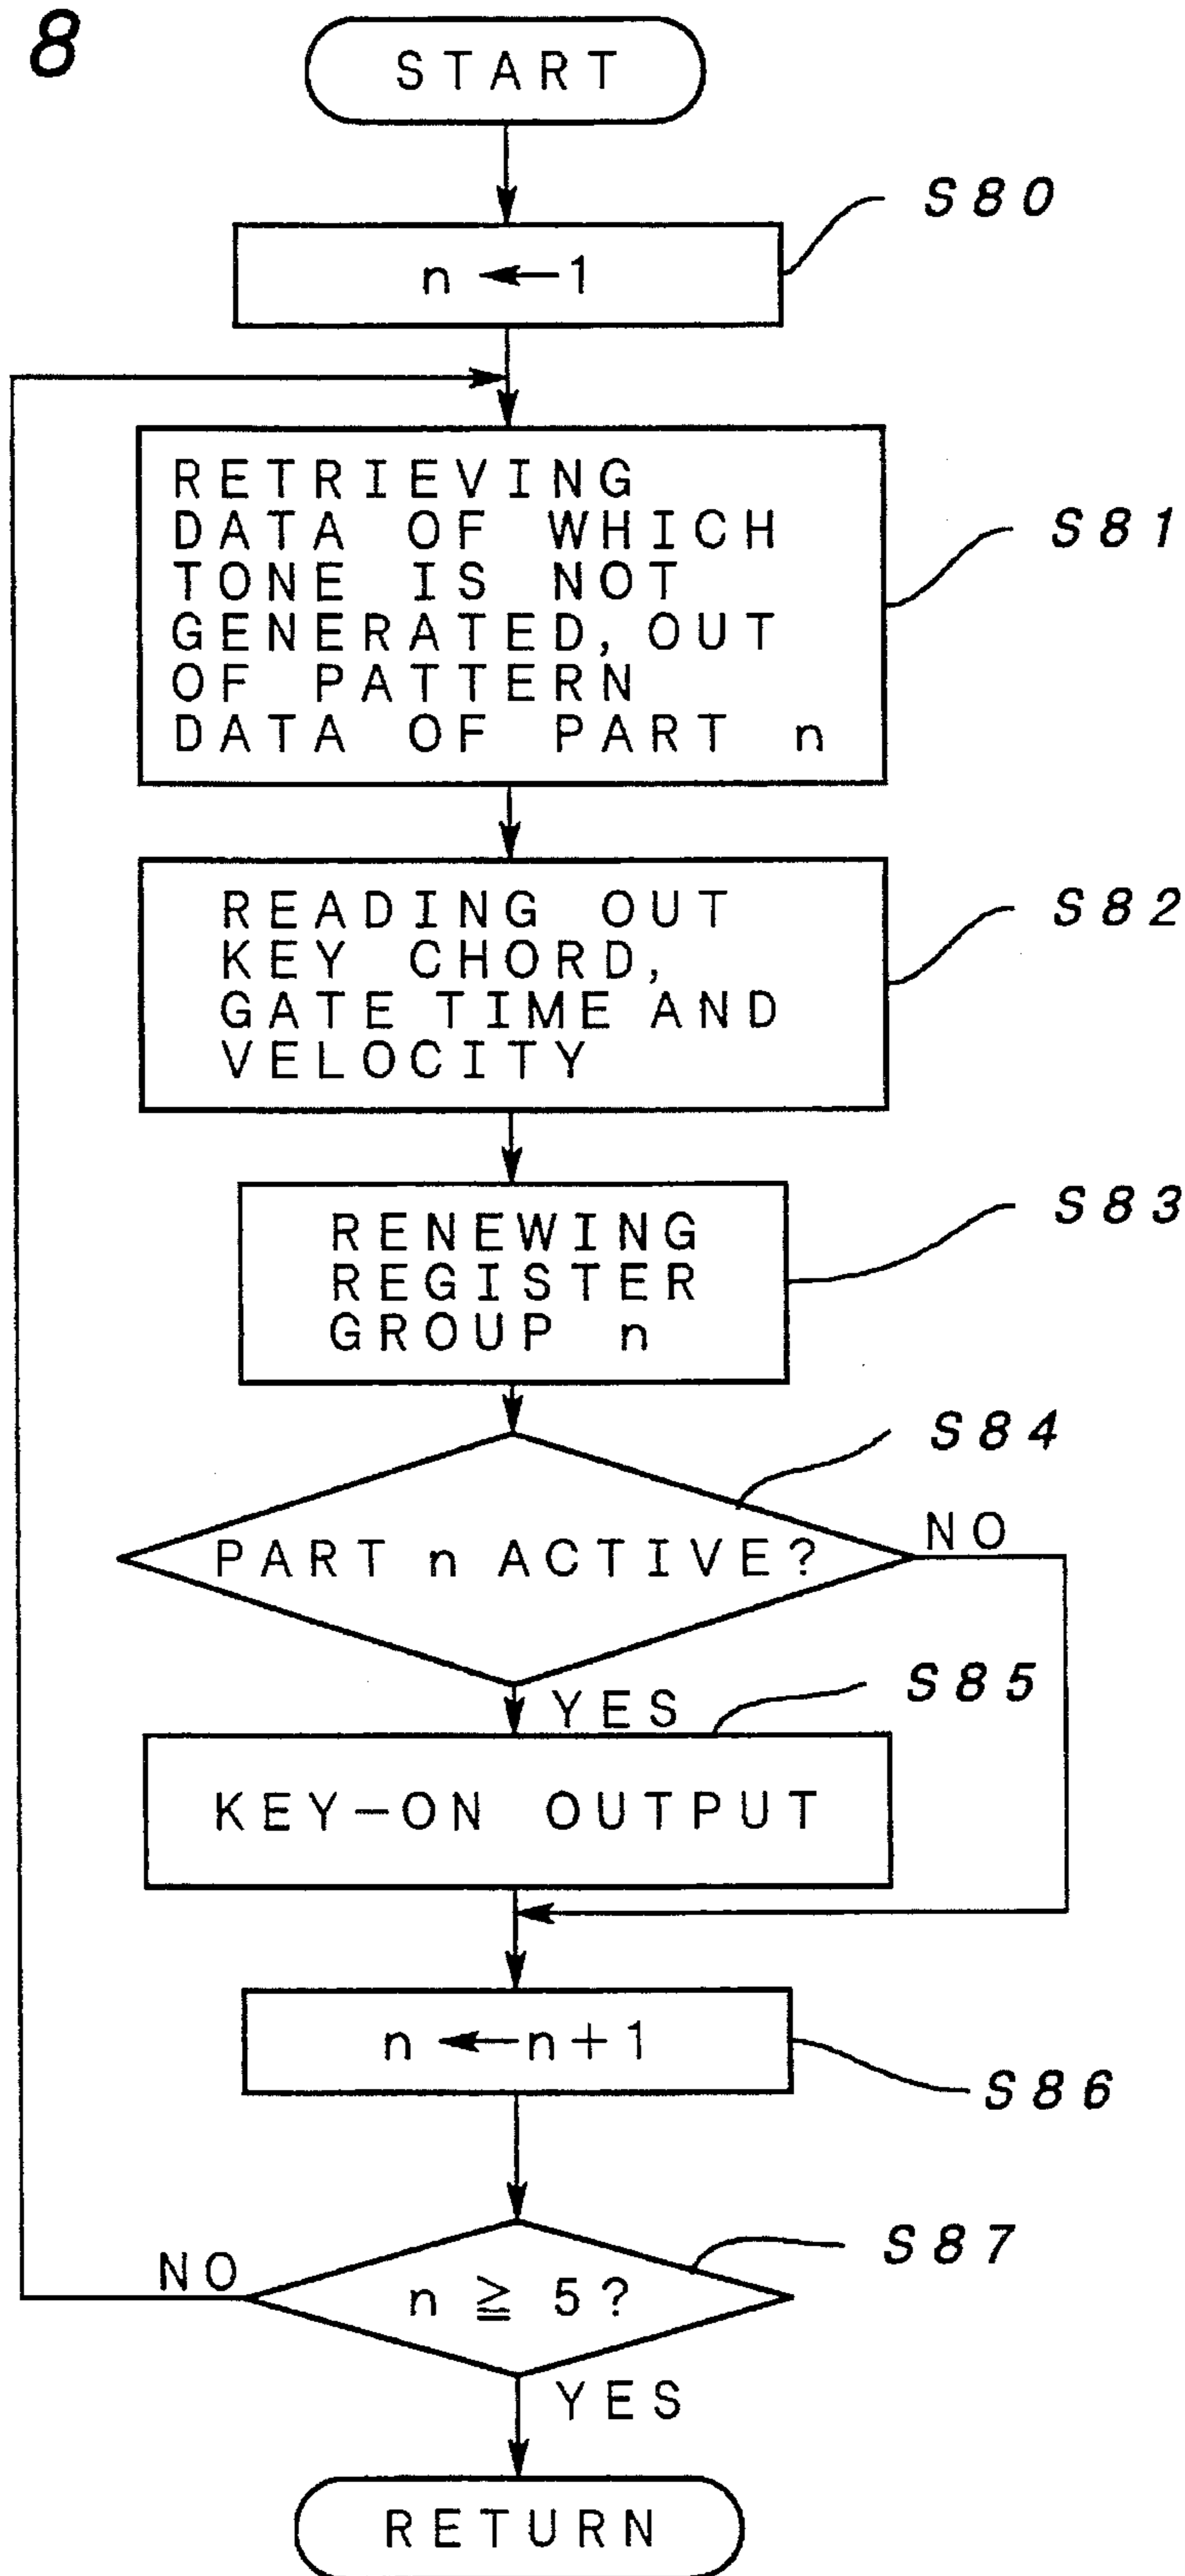 8
START
S80
n ← 1
RETRIEVING
DATA OF WHICH
TONE IS NOT
GENERATED, OUT
OF PATTERN
DATA OF PART n
S81
READING OUT
KEY CHORD,
GATE TIME AND
VELOCITY
S82
RENEWING
REGISTER
GROUP n
S83
S84
PART n ACTIVE?
NO
YES
S85
KEY-ON OUTPUT
n ← n + 1
S86
S87
NO
n ≧ 5?
YES
RETURN